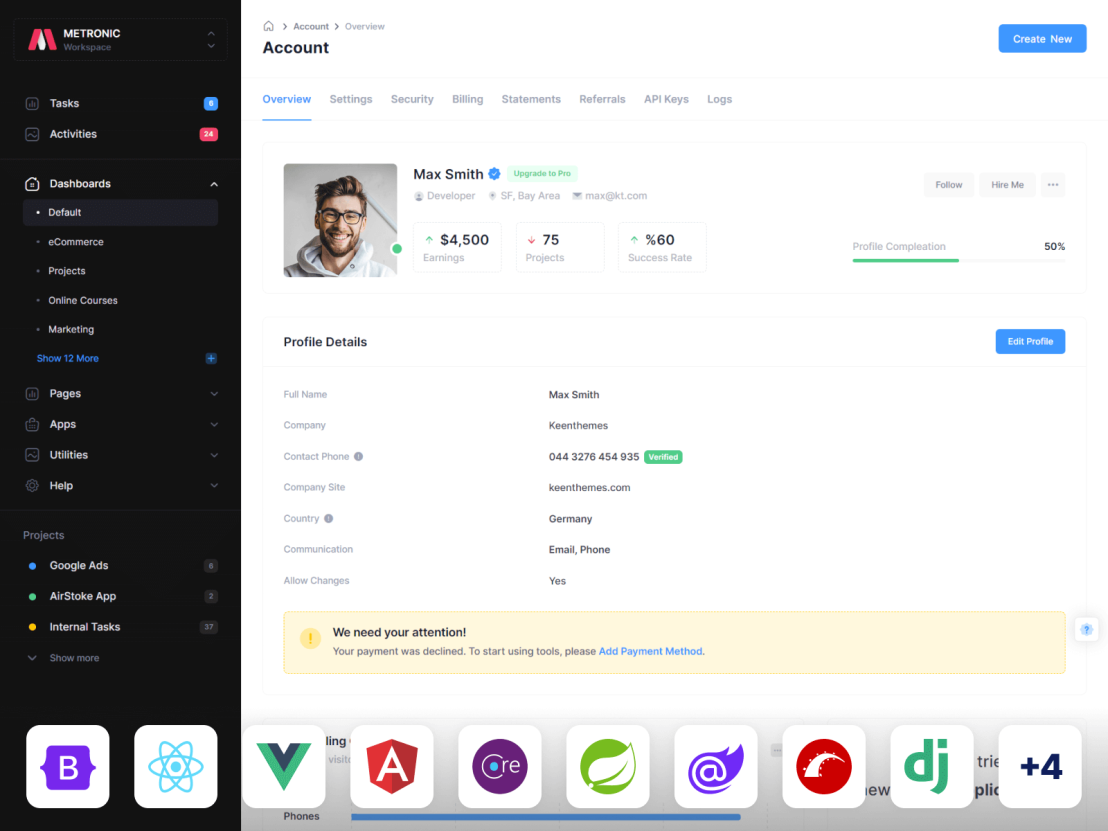 METRONIC
Workspace
Tasks
6
Activities
24
Dashboards
Default
eCommerce
Projects
Online Courses
Marketing
Show 12 More
Pages
Apps
Utilities
Help
Projects
Google Ads
6
AirStoke App
2
Internal Tasks
37
Show more
Account
Overview
Account
Create New
Overview Settings Security Billing Statements Referrals API Keys Logs
Max Smith Upgrade to Pro
Developer SF, Bay Area max@kt.com
Follow Hire Me
$4,500
Earnings
75
Projects
%60
Success Rate
Profile Compleation 50%
Profile Details
Edit Profile
Full Name Max Smith
Company Keenthemes
Contact Phone 044 3276 454 935 Verified
Company Site keenthemes.com
Country Germany
Communication Email, Phone
Allow Changes Yes
!
We need your attention!
Your payment was declined. To start using tools, please Add Payment Method.
?
B
A
Cre
@
dj
+4
Phones